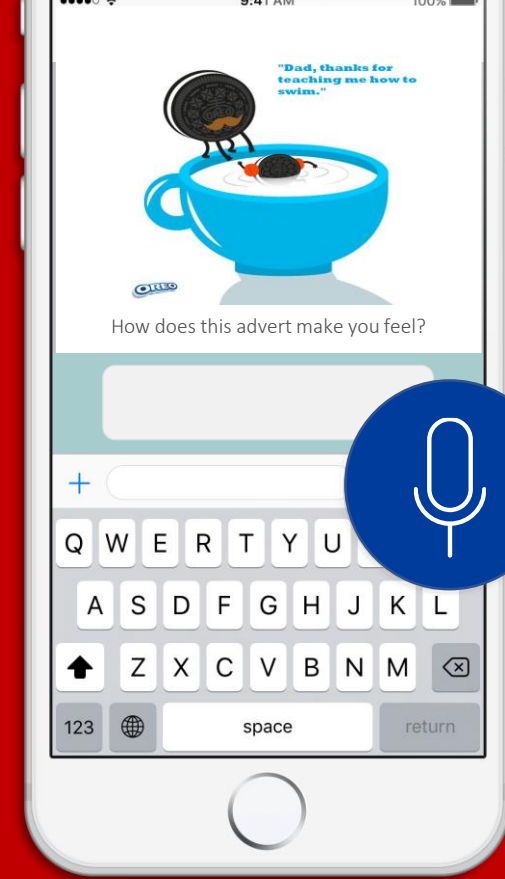 9:41 AM 100%
"Dad, thanks for
teaching me how to
swim."
OREO
How does this advert make you feel?
+
Q W E R T Y U
A S D F G H J K L
Z X C V B N M
123 space return